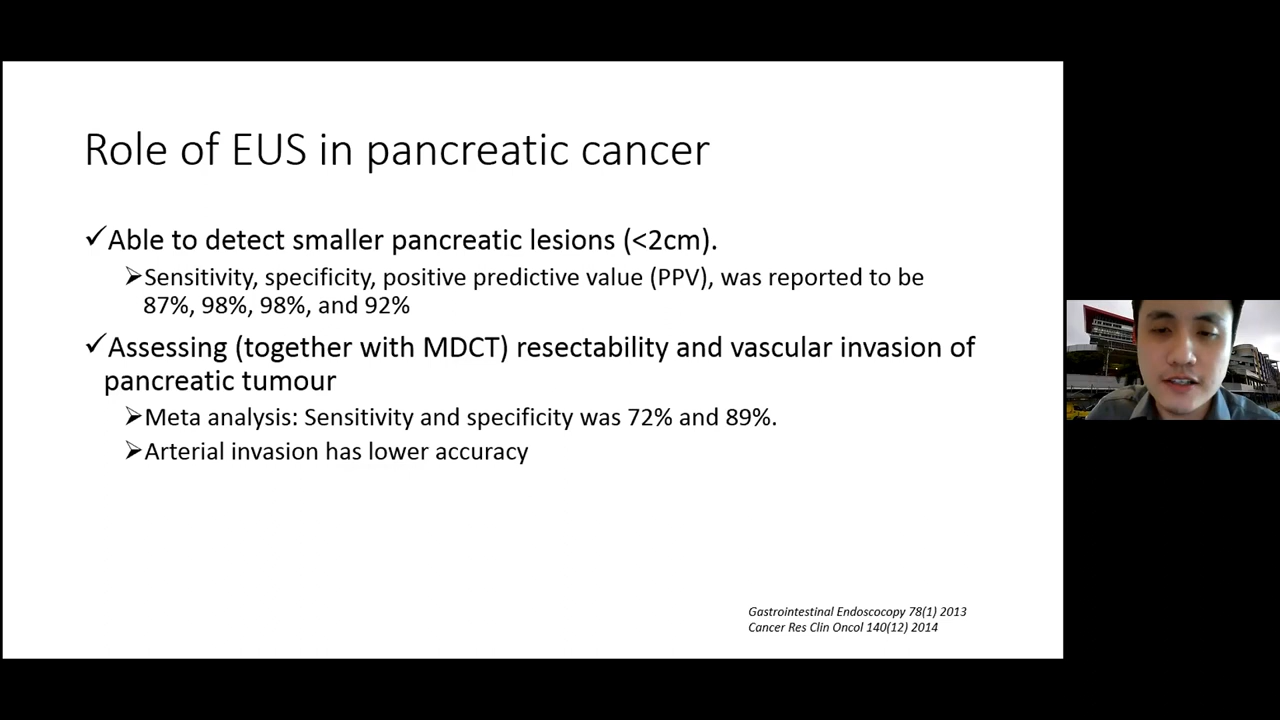 Role of EUS in pancreatic cancer
✓Able to detect smaller pancreatic lesions (<2cm).
➢Sensitivity, specificity, positive predictive value (PPV), was reported to be
87%, 98%, 98%, and 92%
✓Assessing (together with MDCT) resectability and vascular invasion of
pancreatic tumour
➢Meta analysis: Sensitivity and specificity was 72% and 89%.
➢Arterial invasion has lower accuracy
Gastrointestinal Endoscocopy 78(1) 2013
Cancer Res Clin Oncol 140(12) 2014